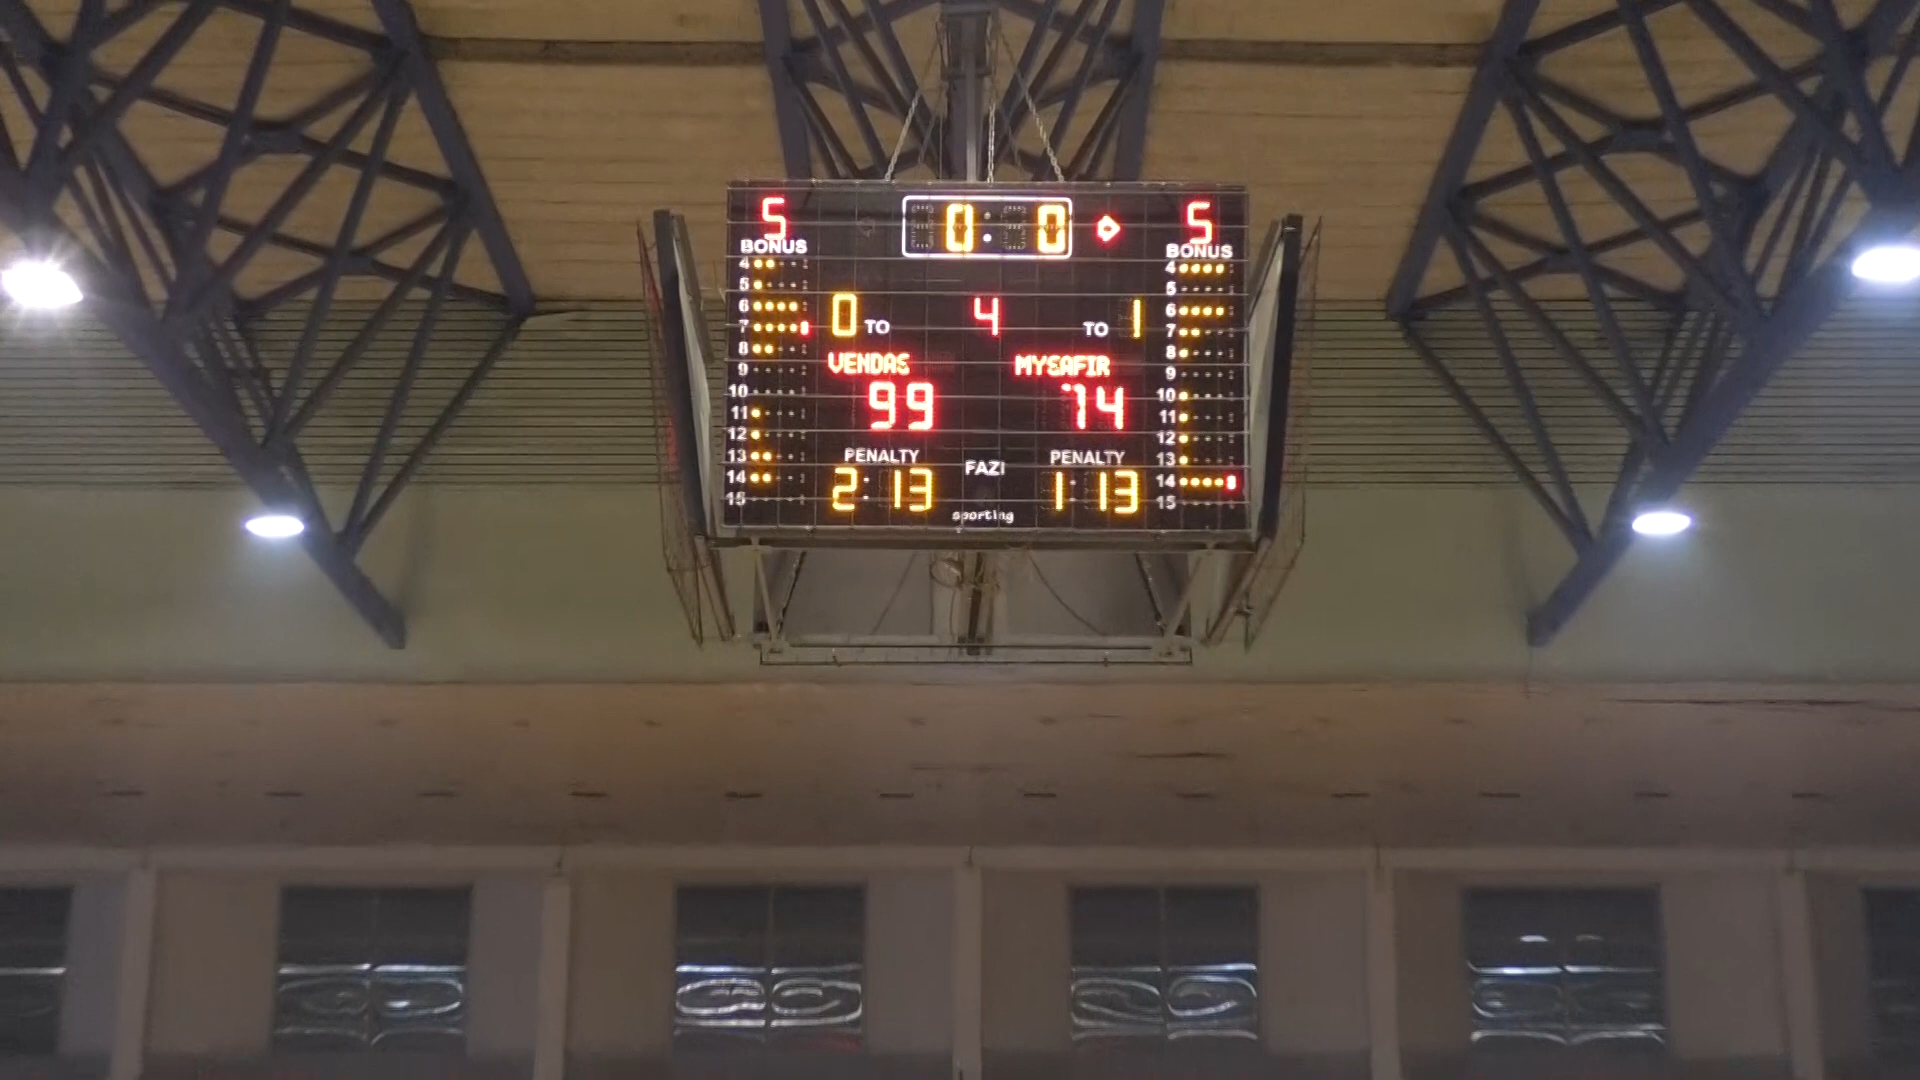 5 0:0 5
BONUS BONUS
4 4
5 5
6 0 TO 4 TO 1 6
7 7
8 VENDAS MYSAFIR 8
9 9
10 99 74 10
11 11
12 12
13 PENALTY FAZI PENALTY 13
14 2:13 1:13 14
15 sporting 15